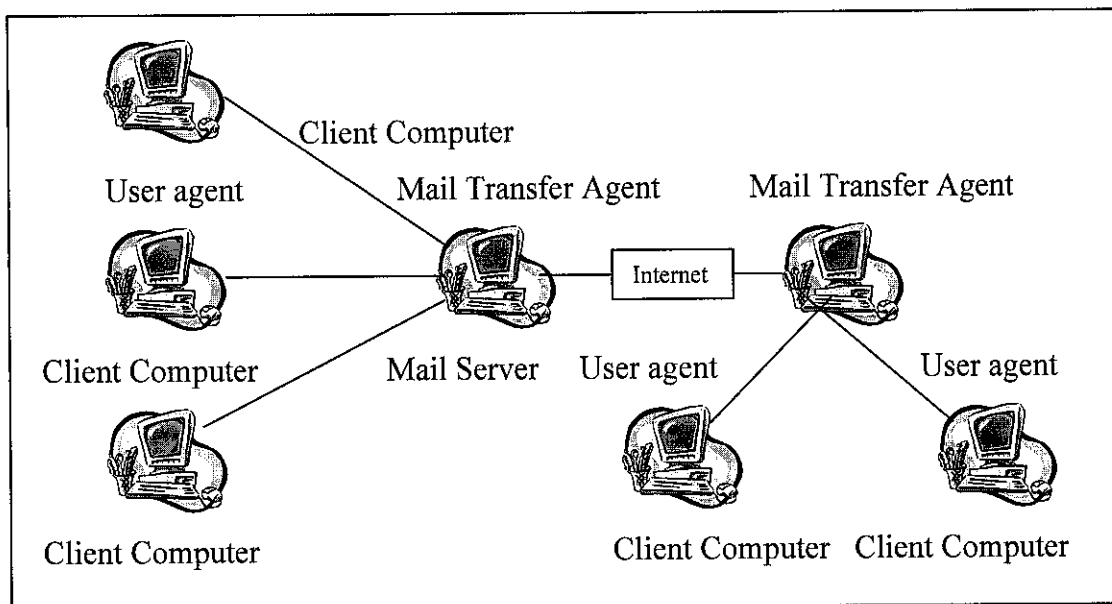 Client Computer
User agent
Mail Transfer Agent
Mail Transfer Agent
Internet
Client Computer
Mail Server
User agent
User agent
Client Computer
Client Computer
Client Computer